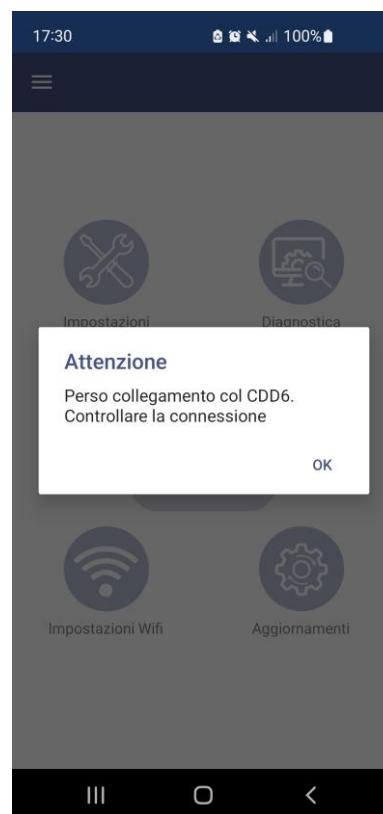 17:30
100%
Impostazioni
Diagnostica
Attenzione
Perso collegamento col CDD6.
Controllare la connessione
OK
Impostazioni Wifi
Aggiornamenti